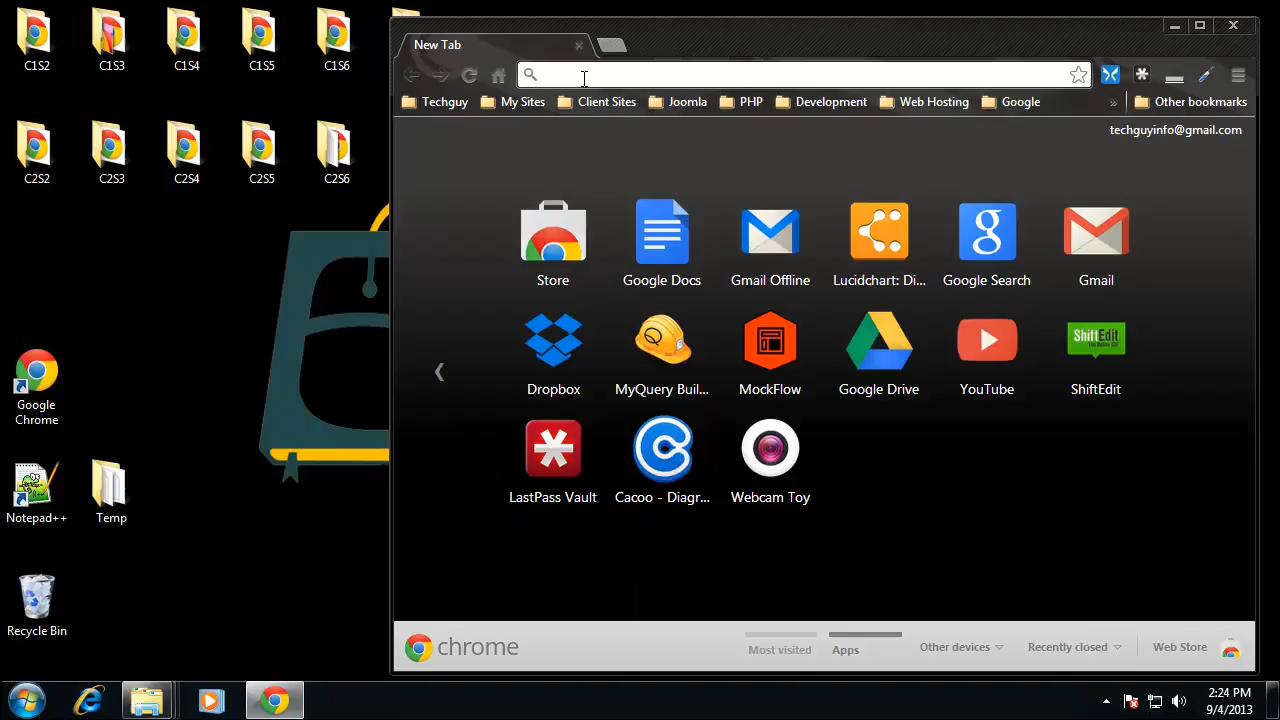 C1S2
C1S3
C1S4
C1S5
C1S6
C2S2
C2S3
C2S4
C2S5
C2S6
Google
Chrome
Notepad++
Temp
Recycle Bin
New Tab
Techguy
My Sites
Client Sites
Joomla
PHP
Development
Web Hosting
Google
»
Other bookmarks
techguyinfo@gmail.com
Store
Google Docs
Gmail Offline
Lucidchart: Di...
Google Search
Gmail
Dropbox
MyQuery Buil...
MockFlow
Google Drive
YouTube
ShiftEdit
ShiftEdit
LastPass Vault
Cacoo - Diagr...
Webcam Toy
chrome
Most visited
Apps
Other devices
Recently closed
Web Store
2:24 PM
9/4/2013